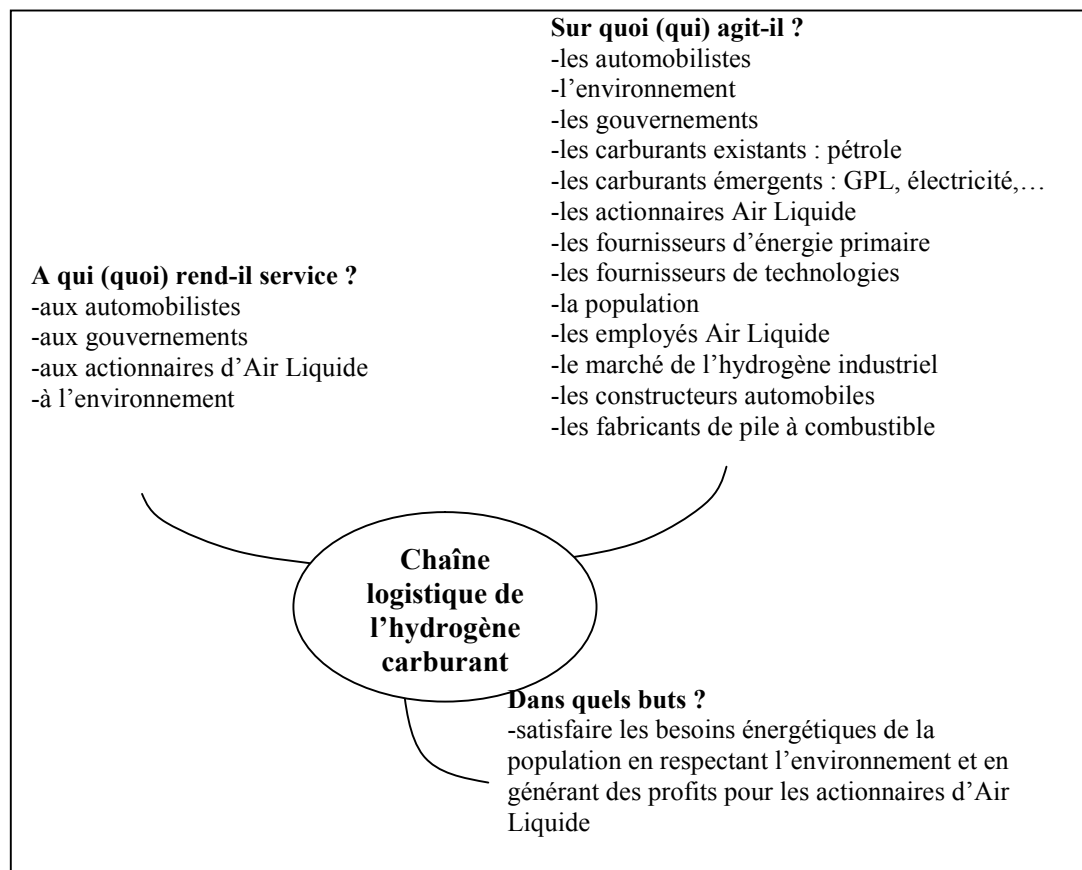 Sur quoi (qui) agit-il ?
-les automobilistes
-l’environnement
-les gouvernements
-les carburants existants : pétrole
-les carburants émergents : GPL, électricité,…
-les actionnaires Air Liquide
-les fournisseurs d’énergie primaire
-les fournisseurs de technologies
-la population
-les employés Air Liquide
-le marché de l’hydrogène industriel
-les constructeurs automobiles
-les fabricants de pile à combustible
A qui (quoi) rend-il service ?
-aux automobilistes
-aux gouvernements
-aux actionnaires d’Air Liquide
-à l’environnement
Chaîne
logistique de
l’hydrogène
carburant
Dans quels buts ?
-satisfaire les besoins énergétiques de la
population en respectant l’environnement et en
générant des profits pour les actionnaires d’Air
Liquide